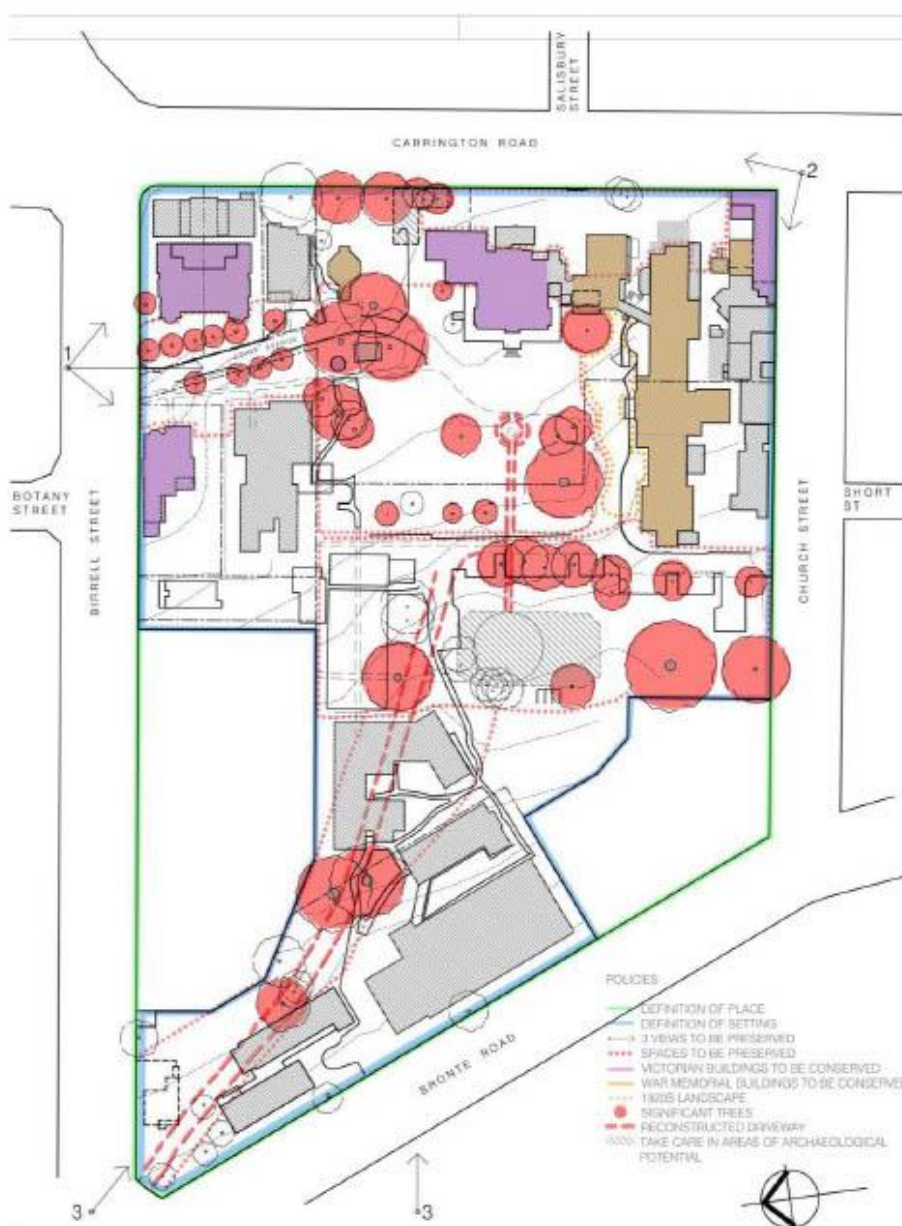 SALISBURY
STREET
CARRINGTON ROAD
2
1
BOTANY
STREET
SHORT
ST
BIRRELL STREET
CHURCH STREET
BRONTE ROAD
POLICIES
DEFINITION OF PLACE
DEFINITION OF SETTING
3 VIEWS TO BE PRESERVED
SPACES TO BE PRESERVED
VICTORIAN BUILDINGS TO BE CONSERVED
WAR MEMORIAL BUILDINGS TO BE CONSERVE
1920S LANDSCAPE
SIGNIFICANT TREES
RECONSTRUCTED DRIVEWAY
TAKE CARE IN AREAS OF ARCHAEOLOGICAL
POTENTIAL
3
3